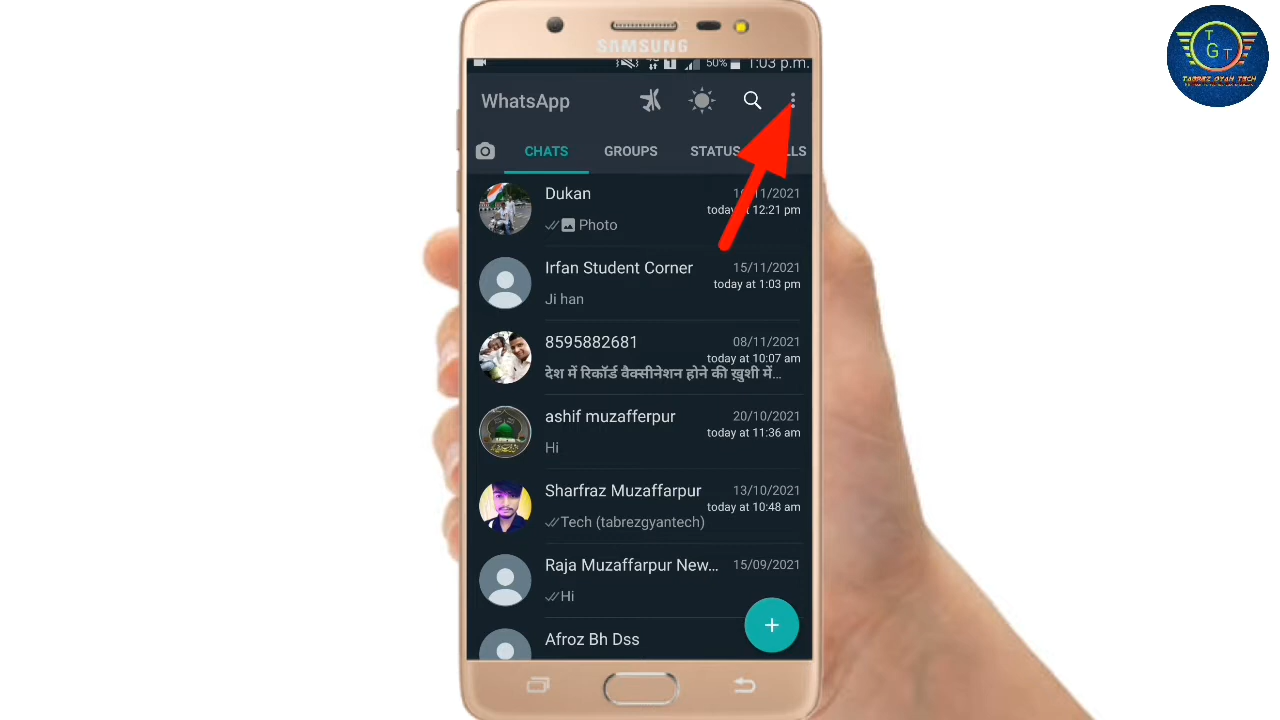 SAMSUNG
50% 1:03 p.m.
WhatsApp
CHATS GROUPS STATUS
Dukan
today at 12:21 pm
Photo
Irfan Student Corner 15/11/2021
today at 1:03 pm
Ji han
8595882681 08/11/2021
today at 10:07 am
देश में रिकॉर्ड वैक्सीनेशन होने की ख़ुशी में...
ashif muzafferpur 20/10/2021
today at 11:36 am
Hi
Sharfraz Muzaffarpur 13/10/2021
today at 10:48 am
Tech (tabrezgyantech)
Raja Muzaffarpur New... 15/09/2021
Hi
Afroz Bh Dss
+
T G T
TABREZ GYAN TECH